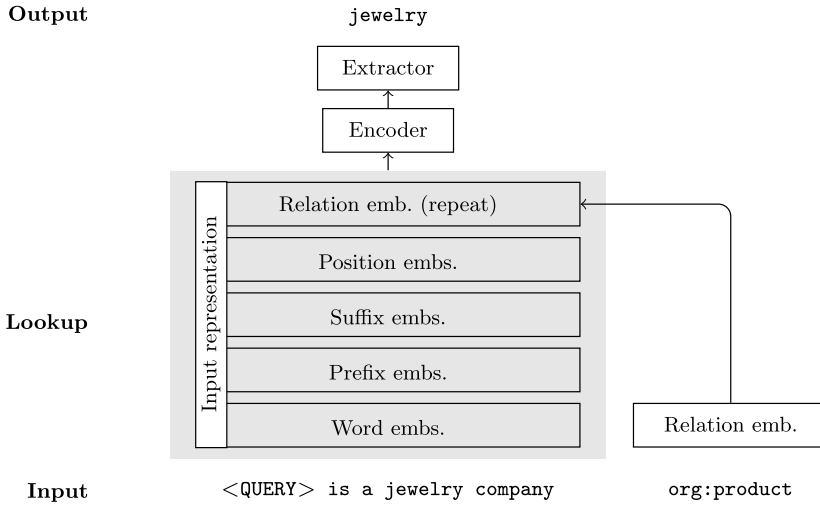 Output jewelry
Extractor
Encoder
Relation emb. (repeat)
Position embs.
Input representation
Lookup Suffix embs.
Prefix embs.
Word embs. Relation emb.
Input <QUERY> is a jewelry company org:product